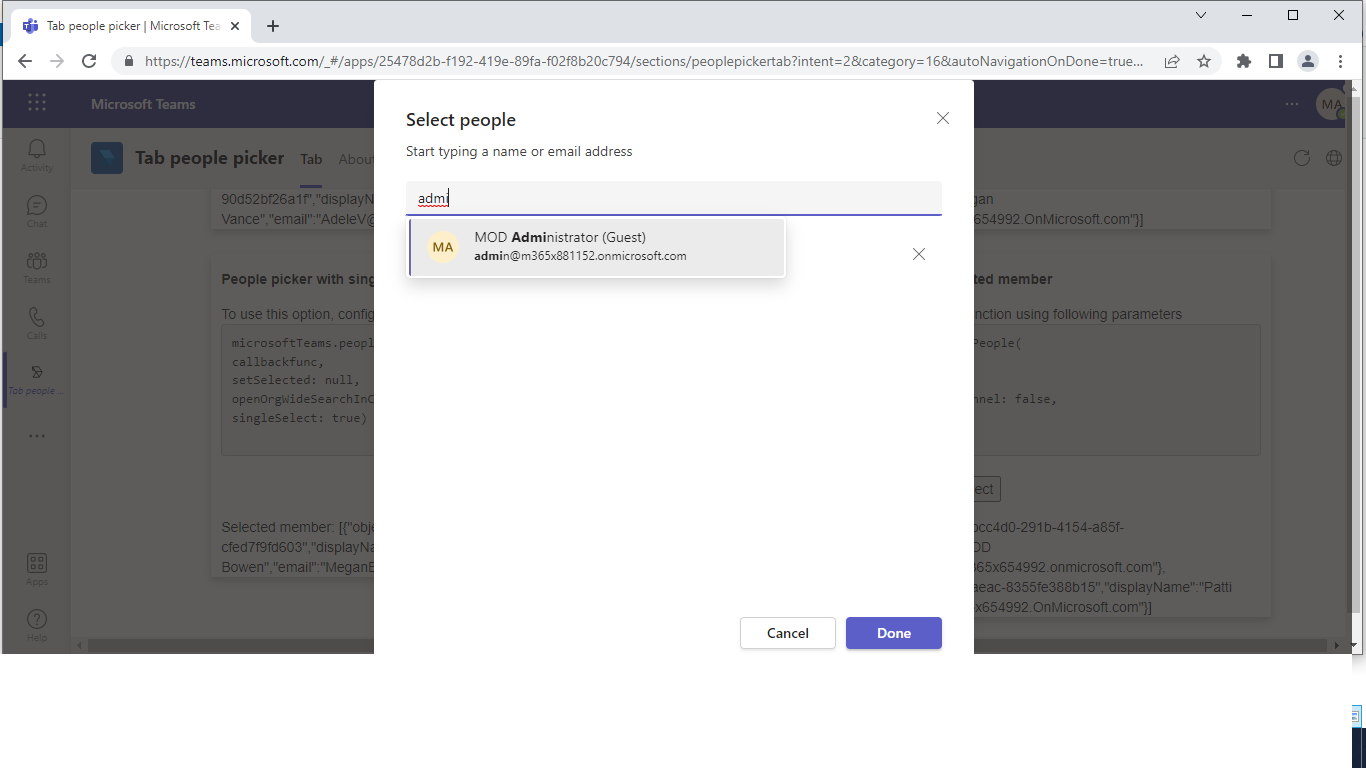 Tab people picker | Microsoft Tea
https://teams.microsoft.com/_#/apps/25478d2b-f192-419e-89fa-f02f8b20c794/sections/peoplepickertab?intent=2&category=16&autoNavigationOnDone=true...
Microsoft Teams
MA
Activity
Chat
Teams
Calls
Tab people ...
Apps
Help
Tab people picker
Tab
About
90d52bf26a1f","displayN
Vance","email":"AdeleV@
People picker with sing
To use this option, config
microsoftTeams.peopl
callbackfunc,
setSelected: null,
openOrgWideSearchInC
singleSelect: true)
Selected member: [{"obje
cfed7f9fd603","displayNa
Bowen","email":"MeganB
Select people
Start typing a name or email address
admi
MA
MOD Administrator (Guest)
admin@m365x881152.onmicrosoft.com
Cancel
Done
gan
654992.OnMicrosoft.com"}]
ted member
nction using following parameters
People(
nnel: false,
ect
bcc4d0-291b-4154-a85f-
OD
365x654992.onmicrosoft.com"},
aeac-8355fe388b15","displayName":"Patti
x654992.OnMicrosoft.com"}]